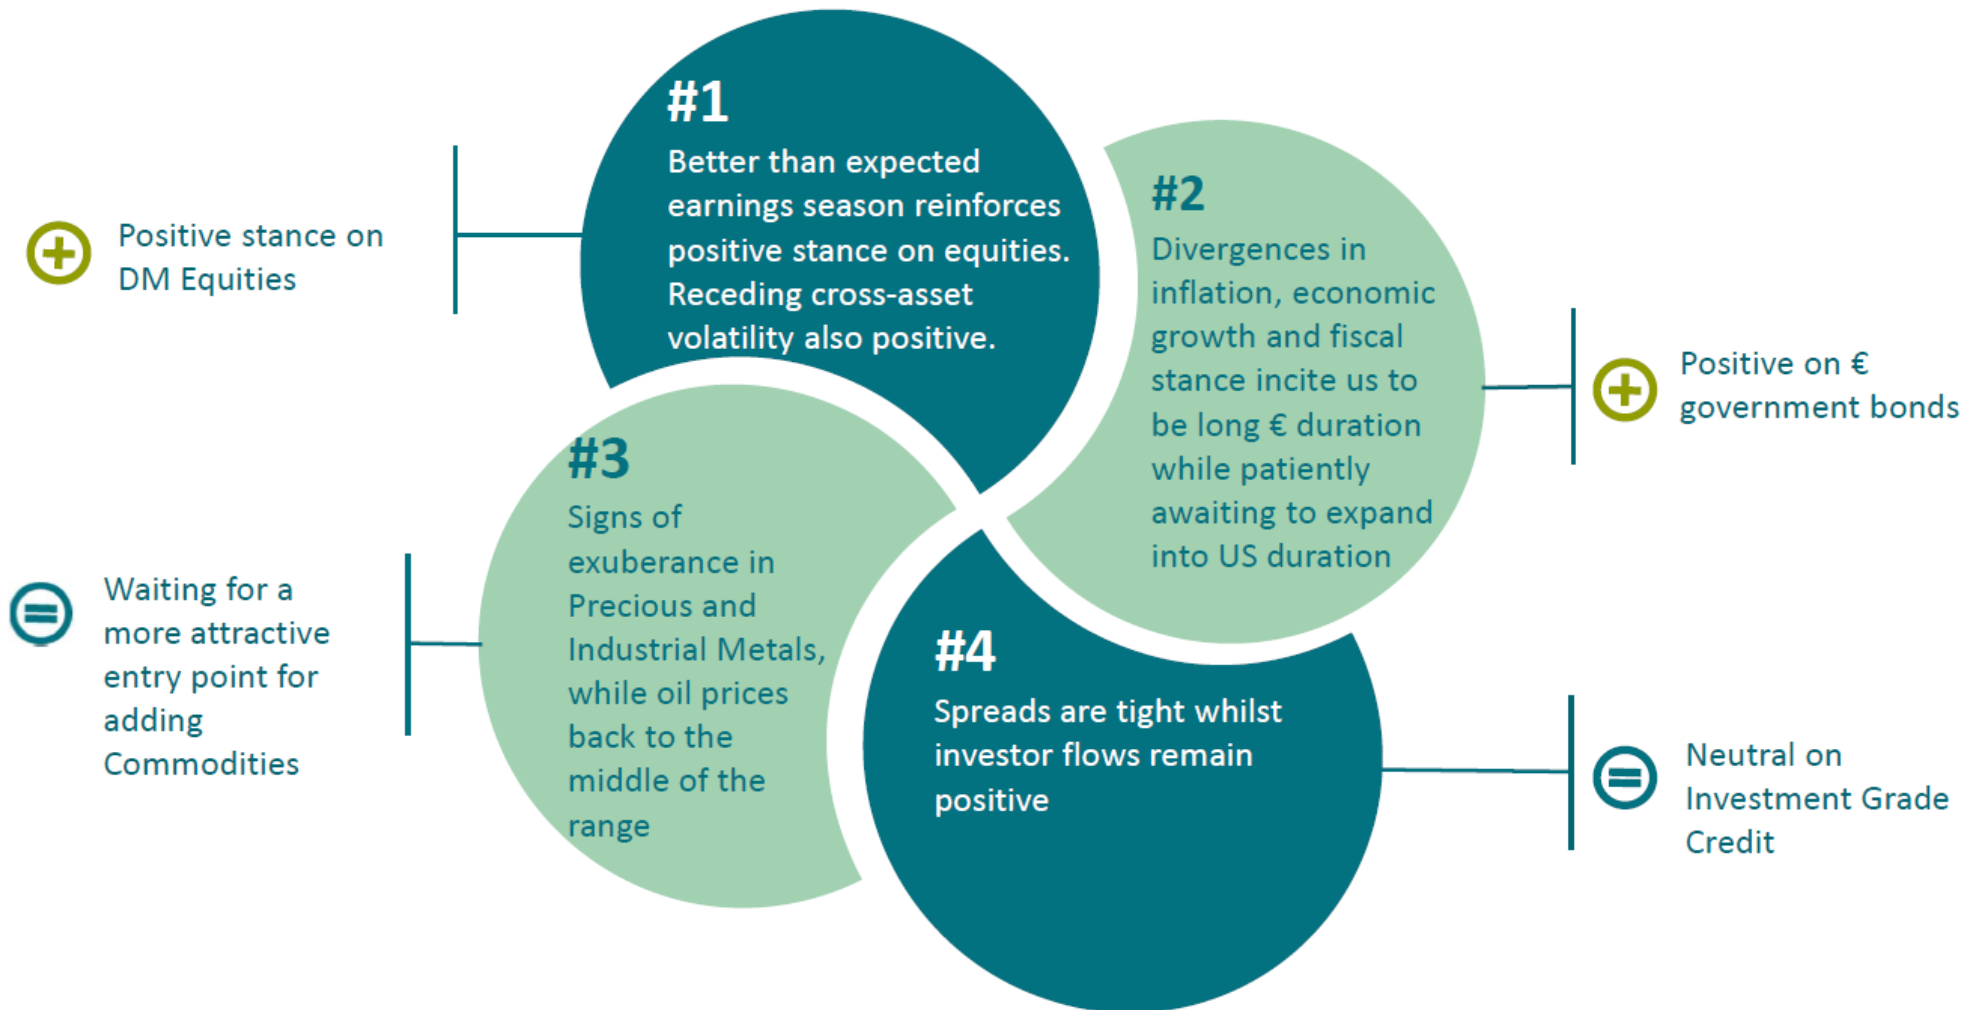 #1
Better than expected
earnings season reinforces
positive stance on equities.
Receding cross-asset
volatility also positive.
Positive stance on
DM Equities
#2
Divergences in
inflation, economic
growth and fiscal
stance incite us to
be long € duration
while patiently
awaiting to expand
into US duration
Positive on €
government bonds
#3
Signs of
exuberance in
Precious and
Industrial Metals,
while oil prices
back to the
middle of the
range
Waiting for a
more attractive
entry point for
adding
Commodities
#4
Spreads are tight whilst
investor flows remain
positive
Neutral on
Investment Grade
Credit